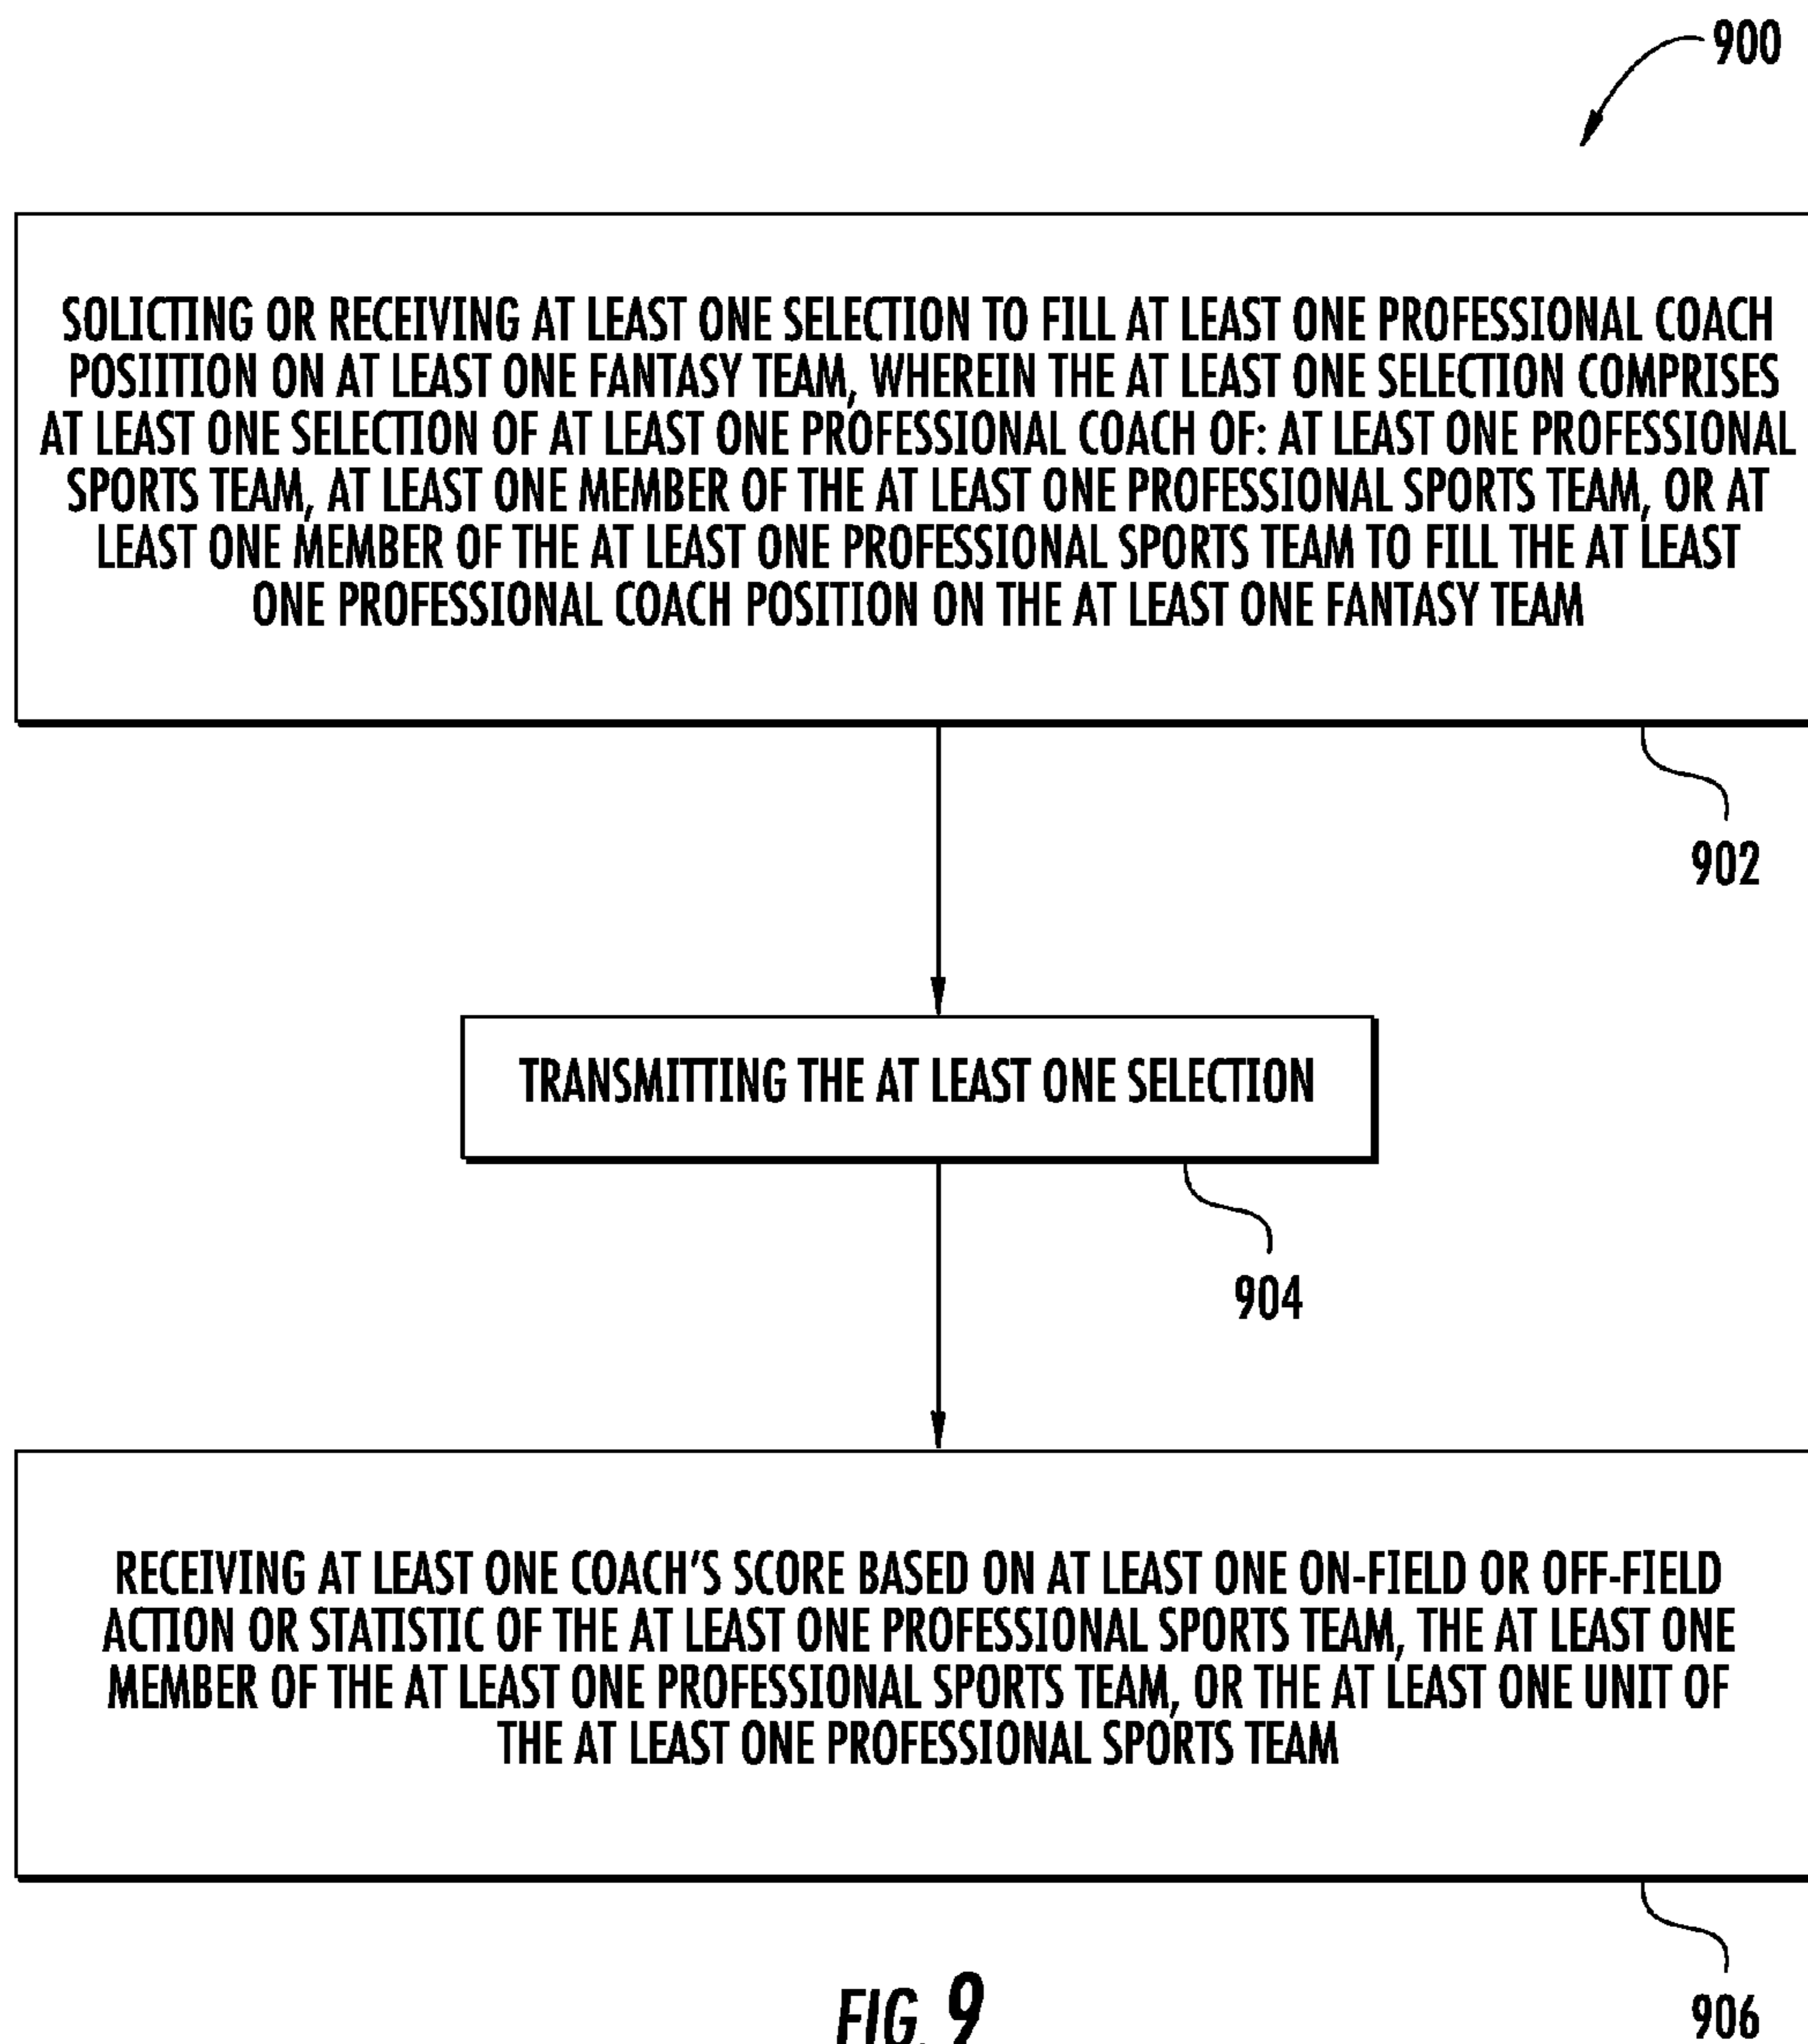 900
SOLICTING OR RECEIVING AT LEAST ONE SELECTION TO FILL AT LEAST ONE PROFESSIONAL COACH
POSIITION ON AT LEAST ONE FANTASY TEAM, WHEREIN THE AT LEAST ONE SELECTION COMPRISES
AT LEAST ONE SELECTION OF AT LEAST ONE PROFESSIONAL COACH OF: AT LEAST ONE PROFESSIONAL
SPORTS TEAM, AT LEAST ONE MEMBER OF THE AT LEAST ONE PROFESSIONAL SPORTS TEAM, OR AT
LEAST ONE MEMBER OF THE AT LEAST ONE PROFESSIONAL SPORTS TEAM TO FILL THE AT LEAST
ONE PROFESSIONAL COACH POSITION ON THE AT LEAST ONE FANTASY TEAM
902
TRANSMITTING THE AT LEAST ONE SELECTION
904
RECEIVING AT LEAST ONE COACH'S SCORE BASED ON AT LEAST ONE ON-FIELD OR OFF-FIELD
ACTION OR STATISTIC OF THE AT LEAST ONE PROFESSIONAL SPORTS TEAM, THE AT LEAST ONE
MEMBER OF THE AT LEAST ONE PROFESSIONAL SPORTS TEAM, OR THE AT LEAST ONE UNIT OF
THE AT LEAST ONE PROFESSIONAL SPORTS TEAM
906
FIG. 9